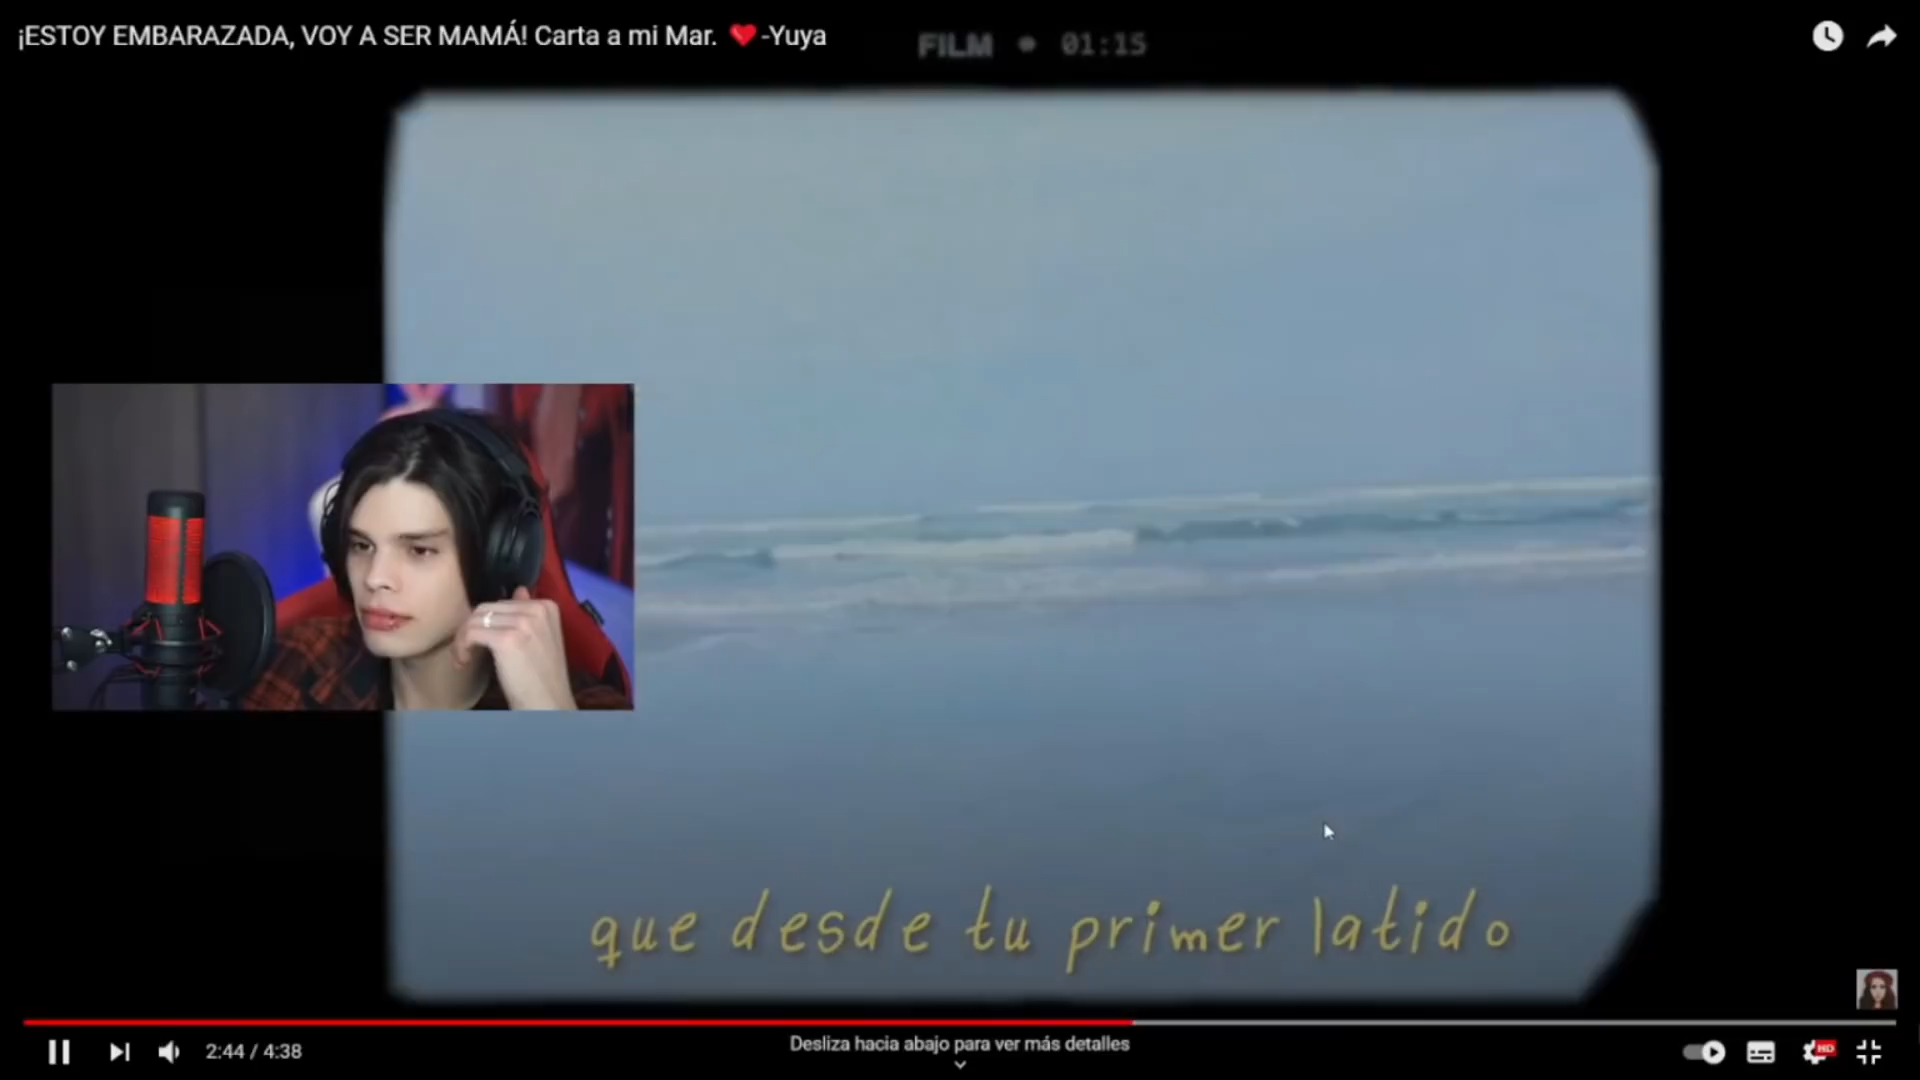 ¡ESTOY EMBARAZADA, VOY A SER MAMÁ! Carta a mi Mar. ❤️-Yuya
FILM • 01:15
que desde tu primer latido
Desliza hacia abajo para ver más detalles
2:44 / 4:38
HD